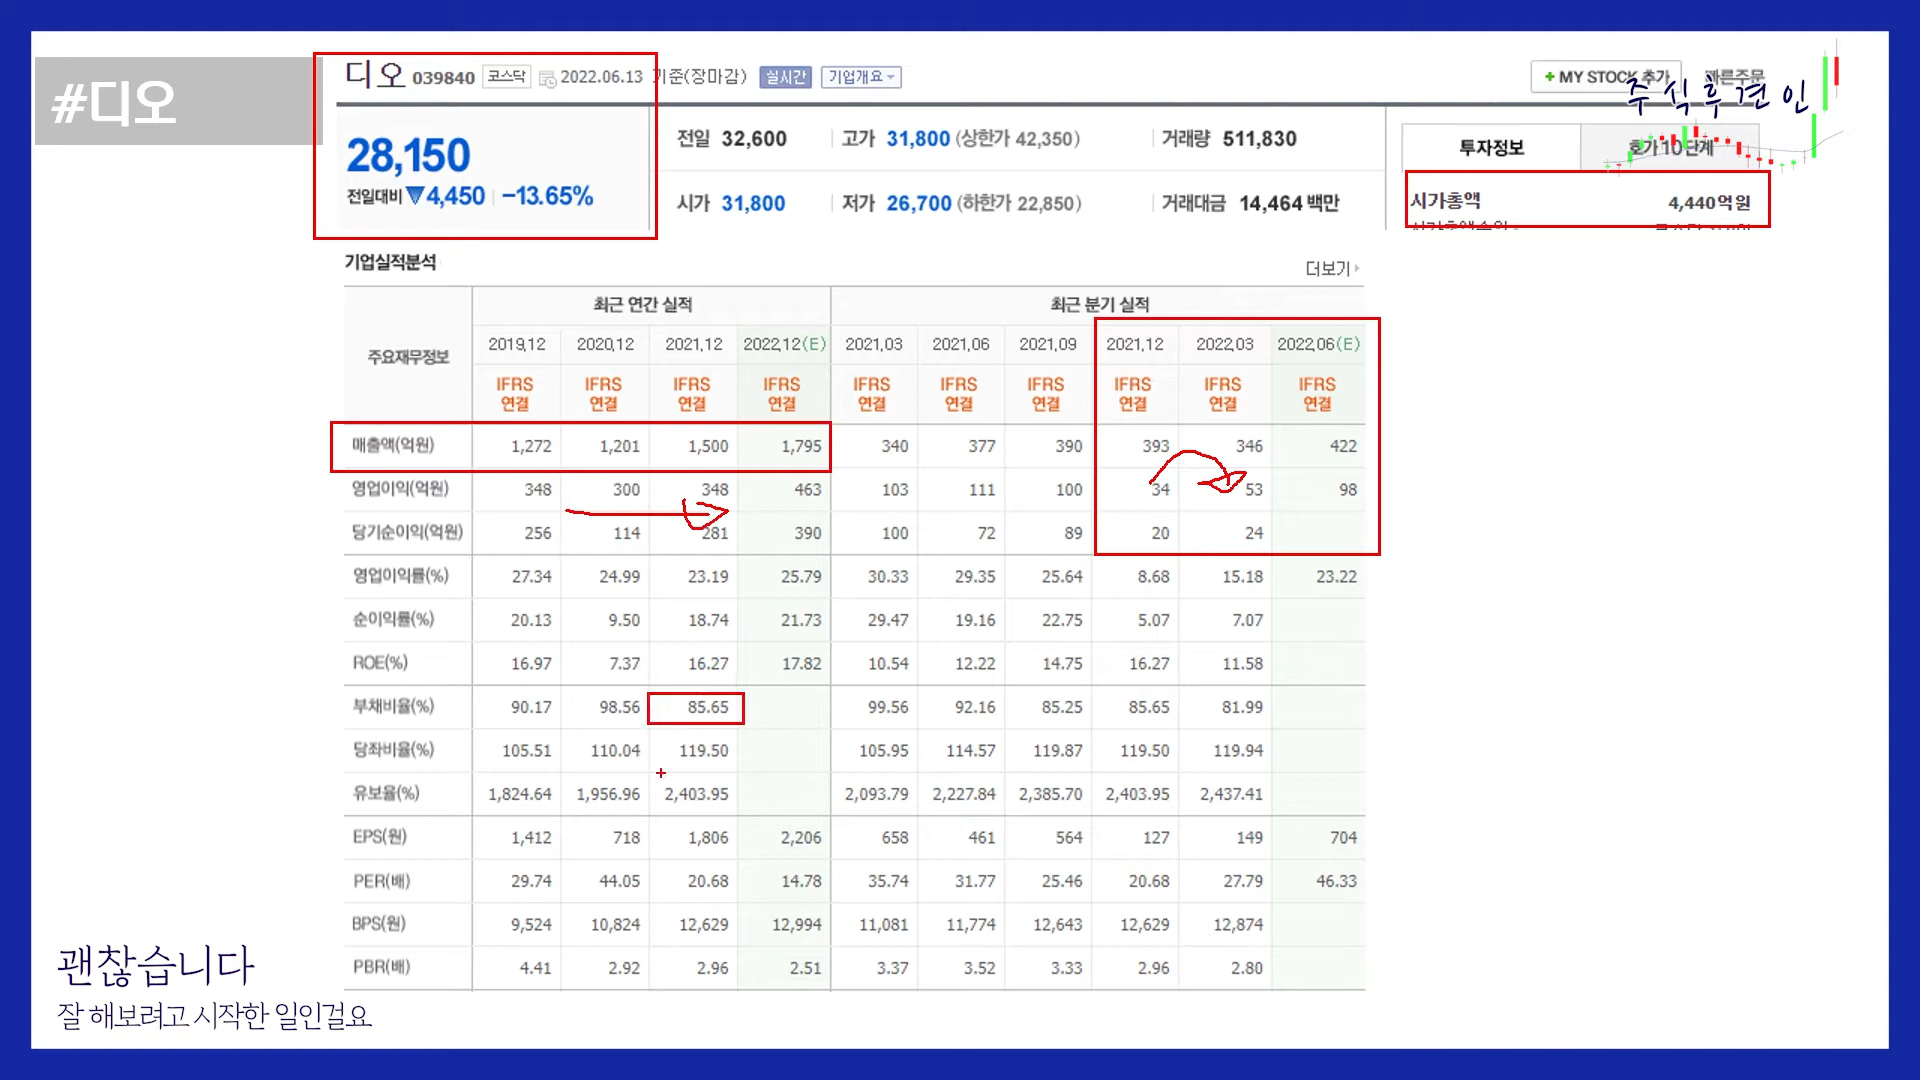 #디오
디오 039840 코스닥 2022.06.13 기준(장마감) 실시간 기업개요
+ MY STOCK 추가 빠른주문
주식후견인
28,150
전일대비 ▼4,450 −13.65%
전일 32,600 고가 31,800 (상한가 42,350) 거래량 511,830
시가 31,800 저가 26,700 (하한가 22,850) 거래대금 14,464 백만
투자정보 호가 10단계
시가총액 4,440억원
기업실적분석 더보기
주요재무정보 최근 연간 실적 최근 분기 실적
2019.12 2020.12 2021.12 2022.12(E) 2021.03 2021.06 2021.09 2021.12 2022.03 2022.06(E)
IFRS IFRS IFRS IFRS IFRS IFRS IFRS IFRS IFRS IFRS
연결 연결 연결 연결 연결 연결 연결 연결 연결 연결
매출액(억원) 1,272 1,201 1,500 1,795 340 377 390 393 346 422
영업이익(억원) 348 300 348 463 103 111 100 34 53 98
당기순이익(억원) 256 114 281 390 100 72 89 20 24
영업이익률(%) 27.34 24.99 23.19 25.79 30.33 29.35 25.64 8.68 15.18 23.22
순이익률(%) 20.13 9.50 18.74 21.73 29.47 19.16 22.75 5.07 7.07
ROE(%) 16.97 7.37 16.27 17.82 10.54 12.22 14.75 16.27 11.58
부채비율(%) 90.17 98.56 85.65 99.56 92.16 85.25 85.65 81.99
당좌비율(%) 105.51 110.04 119.50 105.95 114.57 119.87 119.50 119.94
유보율(%) 1,824.64 1,956.96 2,403.95 2,093.79 2,227.84 2,385.70 2,403.95 2,437.41
EPS(원) 1,412 718 1,806 2,206 658 461 564 127 149 704
PER(배) 29.74 44.05 20.68 14.78 35.74 31.77 25.46 20.68 27.79 46.33
BPS(원) 9,524 10,824 12,629 12,994 11,081 11,774 12,643 12,629 12,874
PBR(배) 4.41 2.92 2.96 2.51 3.37 3.52 3.33 2.96 2.80
괜찮습니다
잘 해보려고 시작한 일인걸요